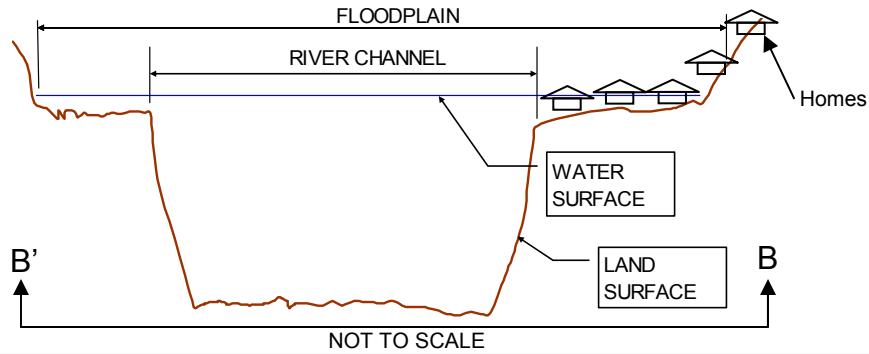 FLOODPLAIN
RIVER CHANNEL
Homes
WATER
SURFACE
B’
B
LAND
SURFACE
NOT TO SCALE